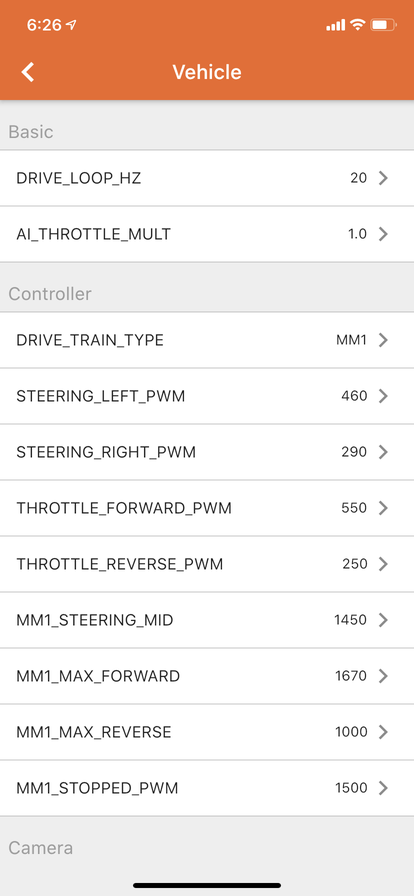 6:26
Vehicle
Basic
DRIVE_LOOP_HZ 20
AI_THROTTLE_MULT 1.0
Controller
DRIVE_TRAIN_TYPE MM1
STEERING_LEFT_PWM 460
STEERING_RIGHT_PWM 290
THROTTLE_FORWARD_PWM 550
THROTTLE_REVERSE_PWM 250
MM1_STEERING_MID 1450
MM1_MAX_FORWARD 1670
MM1_MAX_REVERSE 1000
MM1_STOPPED_PWM 1500
Camera